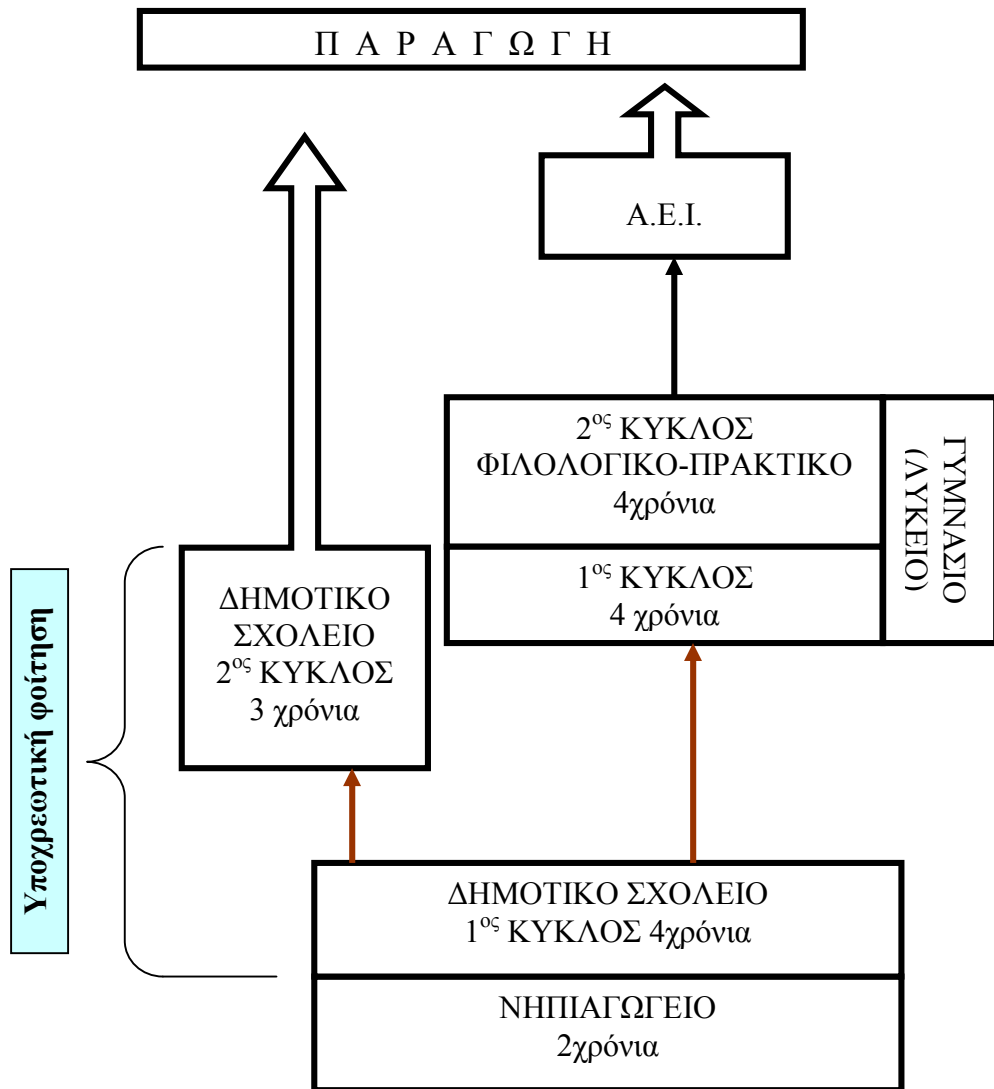 Π Α Ρ Α Γ Ω Γ Η
Α.Ε.Ι.
2ος ΚΥΚΛΟΣ
ΦΙΛΟΛΟΓΙΚΟ-ΠΡΑΚΤΙΚΟ
4χρόνια
1ος ΚΥΚΛΟΣ
4 χρόνια
ΓΥΜΝΑΣΙΟ
(ΛΥΚΕΙΟ)
ΔΗΜΟΤΙΚΟ
ΣΧΟΛΕΙΟ
2ος ΚΥΚΛΟΣ
3 χρόνια
Υποχρεωτική φοίτηση
ΔΗΜΟΤΙΚΟ ΣΧΟΛΕΙΟ
1ος ΚΥΚΛΟΣ 4χρόνια
ΝΗΠΙΑΓΩΓΕΙΟ
2χρόνια